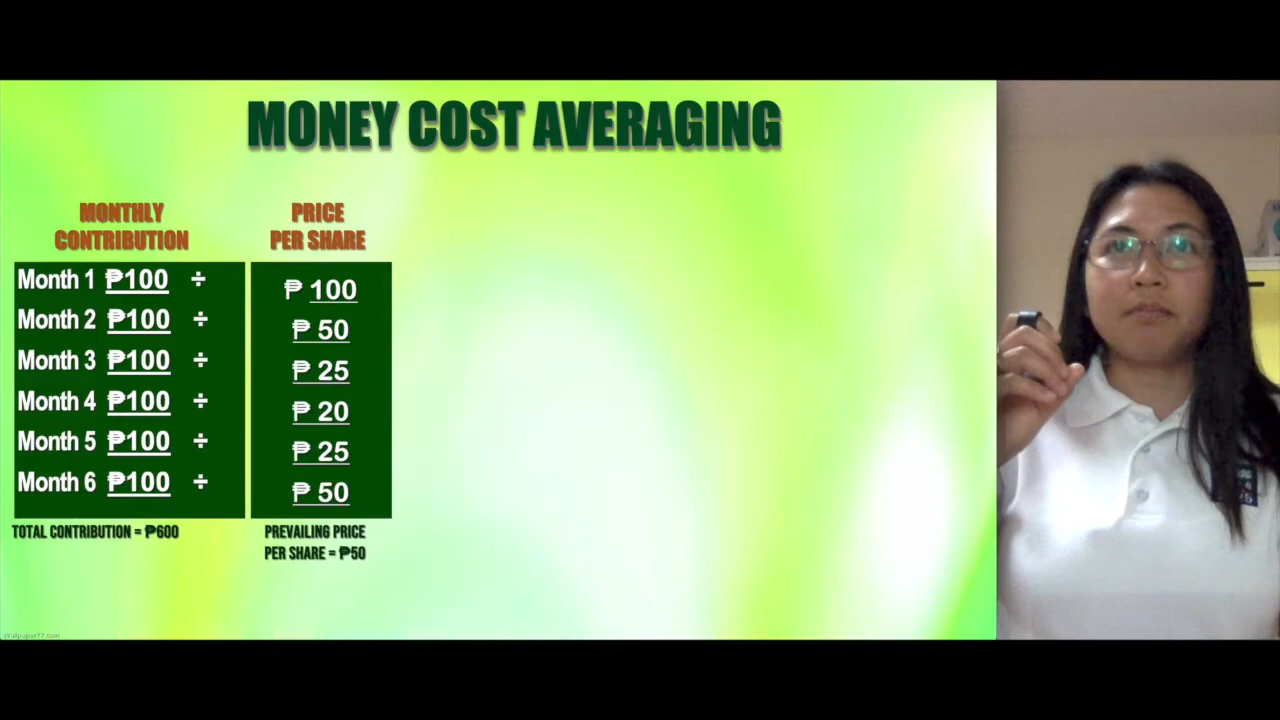 MONEY COST AVERAGING
MONTHLY
CONTRIBUTION
PRICE
PER SHARE
Month 1 ₱100 ÷
₱ 100
Month 2 ₱100 ÷
₱ 50
Month 3 ₱100 ÷
₱ 25
Month 4 ₱100 ÷
₱ 20
Month 5 ₱100 ÷
₱ 25
Month 6 ₱100 ÷
₱ 50
TOTAL CONTRIBUTION = ₱600
PREVAILING PRICE
PER SHARE = ₱50